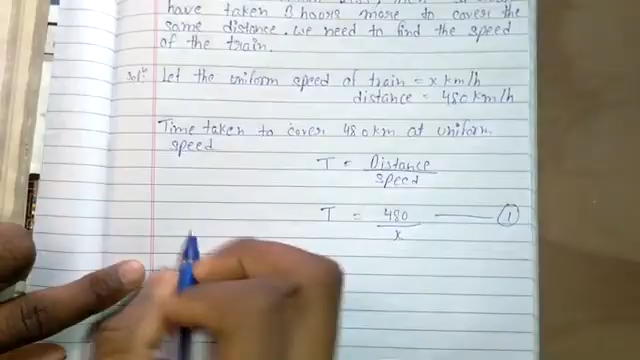 have taken 3 hours more to cover the
same distance. we need to find the speed
of the train.
Solⁿ Let the uniform speed of train = x km/h
distance = 480 km/h
Time taken to cover 480 km at uniform
speed
T = Distance / speed
T = 480 / x —— ①